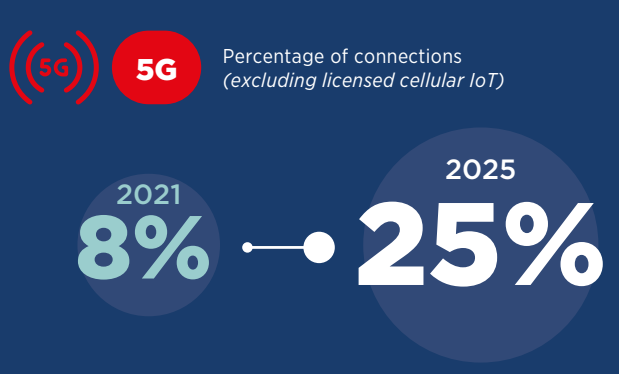 5G
5G
Percentage of connections
(excluding licensed cellular IoT)
2021
8%
2025
25%